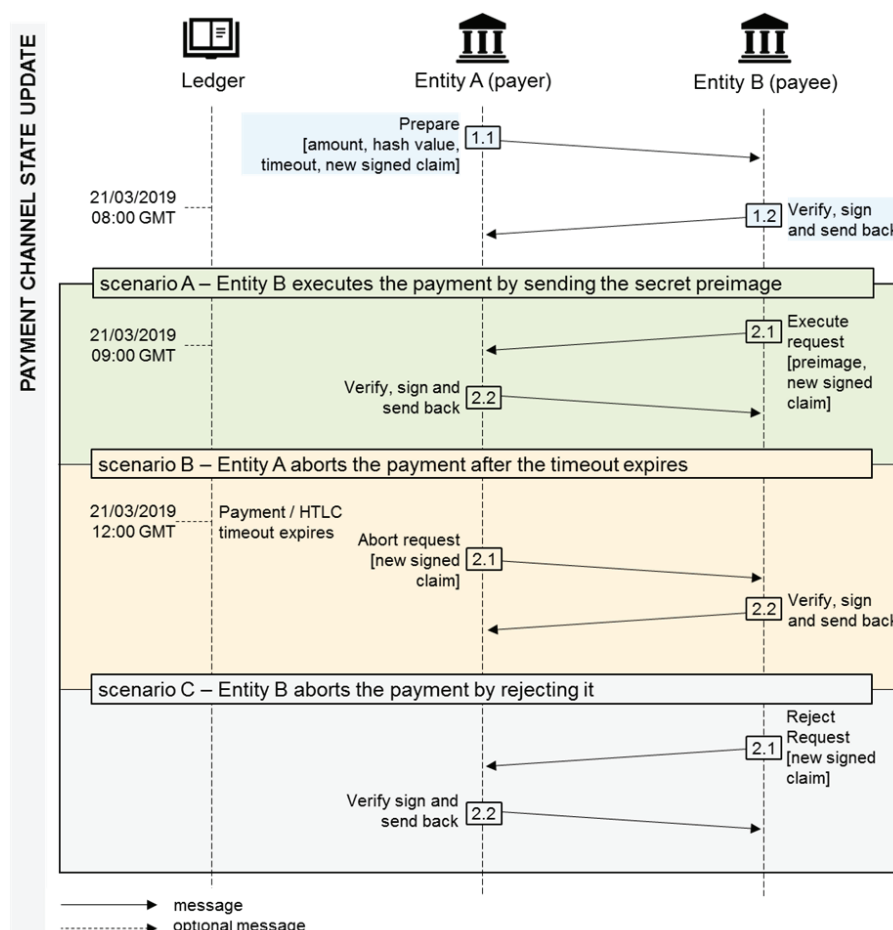 PAYMENT CHANNEL STATE UPDATE
Ledger
Entity A (payer)
Entity B (payee)
Prepare
[amount, hash value,
timeout, new signed claim]
1.1
21/03/2019
08:00 GMT
1.2
Verify, sign
and send back
scenario A – Entity B executes the payment by sending the secret preimage
21/03/2019
09:00 GMT
2.1
Execute
request
[preimage,
new signed
claim]
Verify, sign and
send back
2.2
scenario B – Entity A aborts the payment after the timeout expires
21/03/2019
12:00 GMT
Payment / HTLC
timeout expires
Abort request
[new signed
claim]
2.1
2.2
Verify, sign
and send back
scenario C – Entity B aborts the payment by rejecting it
2.1
Reject
Request
[new signed
claim]
Verify sign and
send back
2.2
message
optional message